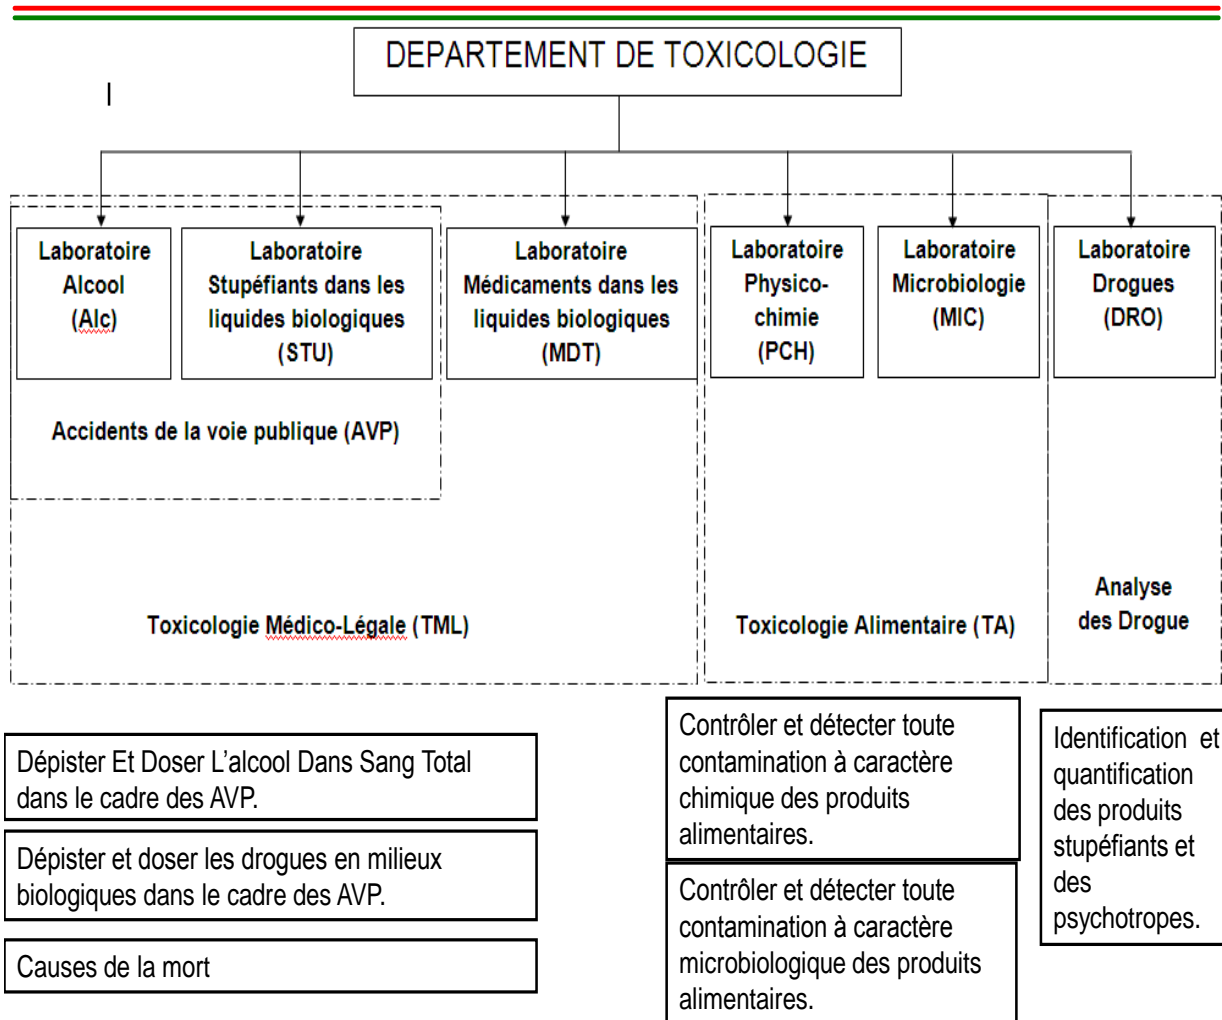 DEPARTEMENT DE TOXICOLOGIE
I
Laboratoire
Alcool
(Alc)
Laboratoire
Stupéfiants dans les
liquides biologiques
(STU)
Laboratoire
Médicaments dans les
liquides biologiques
(MDT)
Laboratoire
Physico-
chimie
(PCH)
Laboratoire
Microbiologie
(MIC)
Laboratoire
Drogues
(DRO)
Accidents de la voie publique (AVP)
Toxicologie Médico-Légale (TML)
Toxicologie Alimentaire (TA)
Analyse
des Drogue
Dépister Et Doser L'alcool Dans Sang Total
dans le cadre des AVP.
Dépister et doser les drogues en milieux
biologiques dans le cadre des AVP.
Causes de la mort
Contrôler et détecter toute
contamination à caractère
chimique des produits
alimentaires.
Contrôler et détecter toute
contamination à caractère
microbiologique des produits
alimentaires.
Identification et
quantification
des produits
stupéfiants et
des
psychotropes.